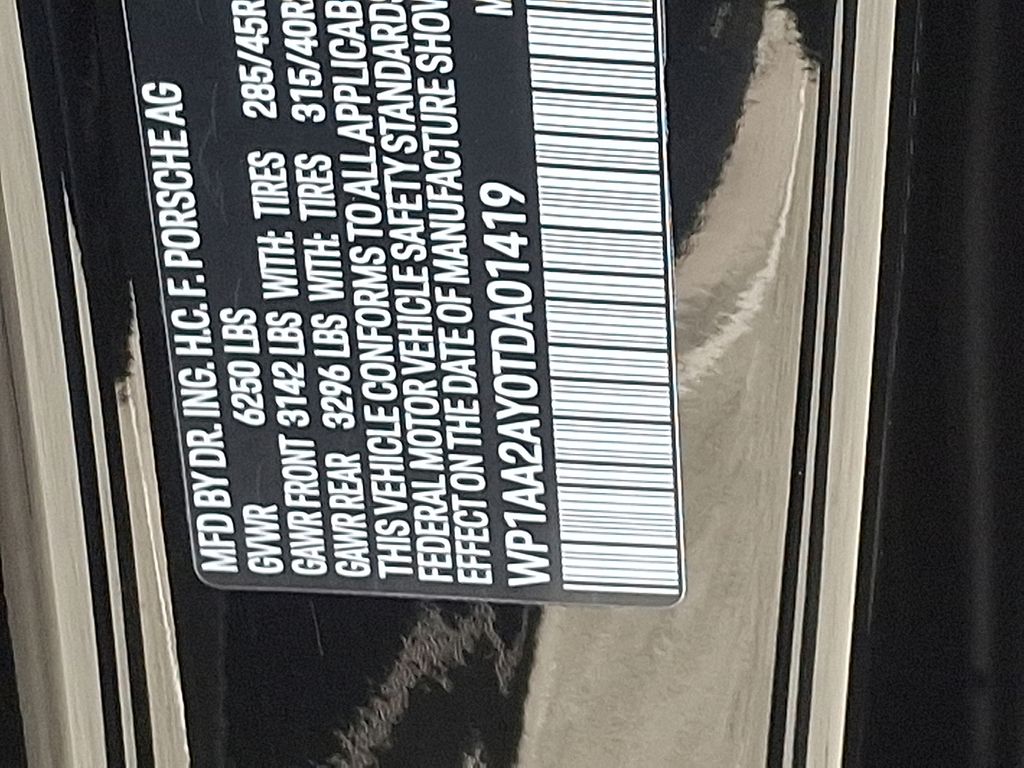 MFD BY DR. ING. H.C. F. PORSCHE AG
GVWR 6250 LBS
GAWR FRONT 3142 LBS WITH: TIRES 285/45R
GAWR REAR 3296 LBS WITH: TIRES 315/40R
THIS VEHICLE CONFORMS TO ALL APPLICAB
FEDERAL MOTOR VEHICLE SAFETY STANDARDS
EFFECT ON THE DATE OF MANUFACTURE SHOW
WP1AA2AY0TDA01419